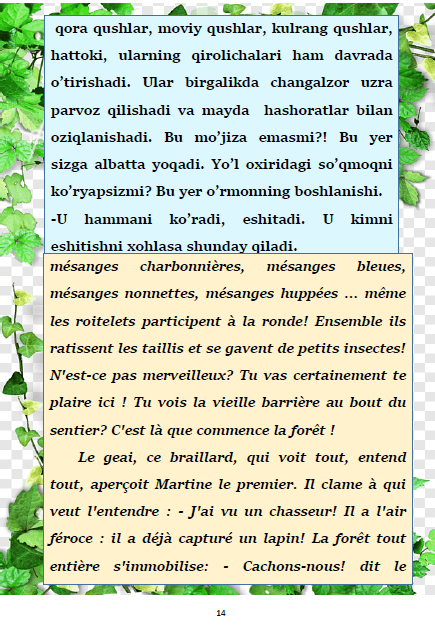 qora qushlar, moviy qushlar, kulrang qushlar,
hattoki, ularning qirolichalari ham davrada
o’tirishadi. Ular birgalikda changalzor uzra
parvoz qilishadi va mayda hashoratlar bilan
oziqlanishadi. Bu mo’jiza emasmi?! Bu yer
sizga albatta yoqadi. Yo’l oxiridagi so’qmoqni
ko’ryapsizmi? Bu yer o’rmonning boshlanishi.
-U hammani ko’radi, eshitadi. U kimni
eshitishni xohlasa shunday qiladi.
mésanges charbonnières, mésanges bleues,
mésanges nonnettes, mésanges huppées ... même
les roitelets participent à la ronde! Ensemble ils
ratissent les taillis et se gavent de petits insectes!
N'est-ce pas merveilleux? Tu vas certainement te
plaire ici ! Tu vois la vieille barrière au bout du
sentier? C'est là que commence la forêt !
Le geai, ce braillard, qui voit tout, entend
tout, aperçoit Martine le premier. Il clame à qui
veut l'entendre : - J'ai vu un chasseur! Il a l'air
féroce : il a déjà capturé un lapin! La forêt tout
entière s'immobilise: - Cachons-nous! dit le
14